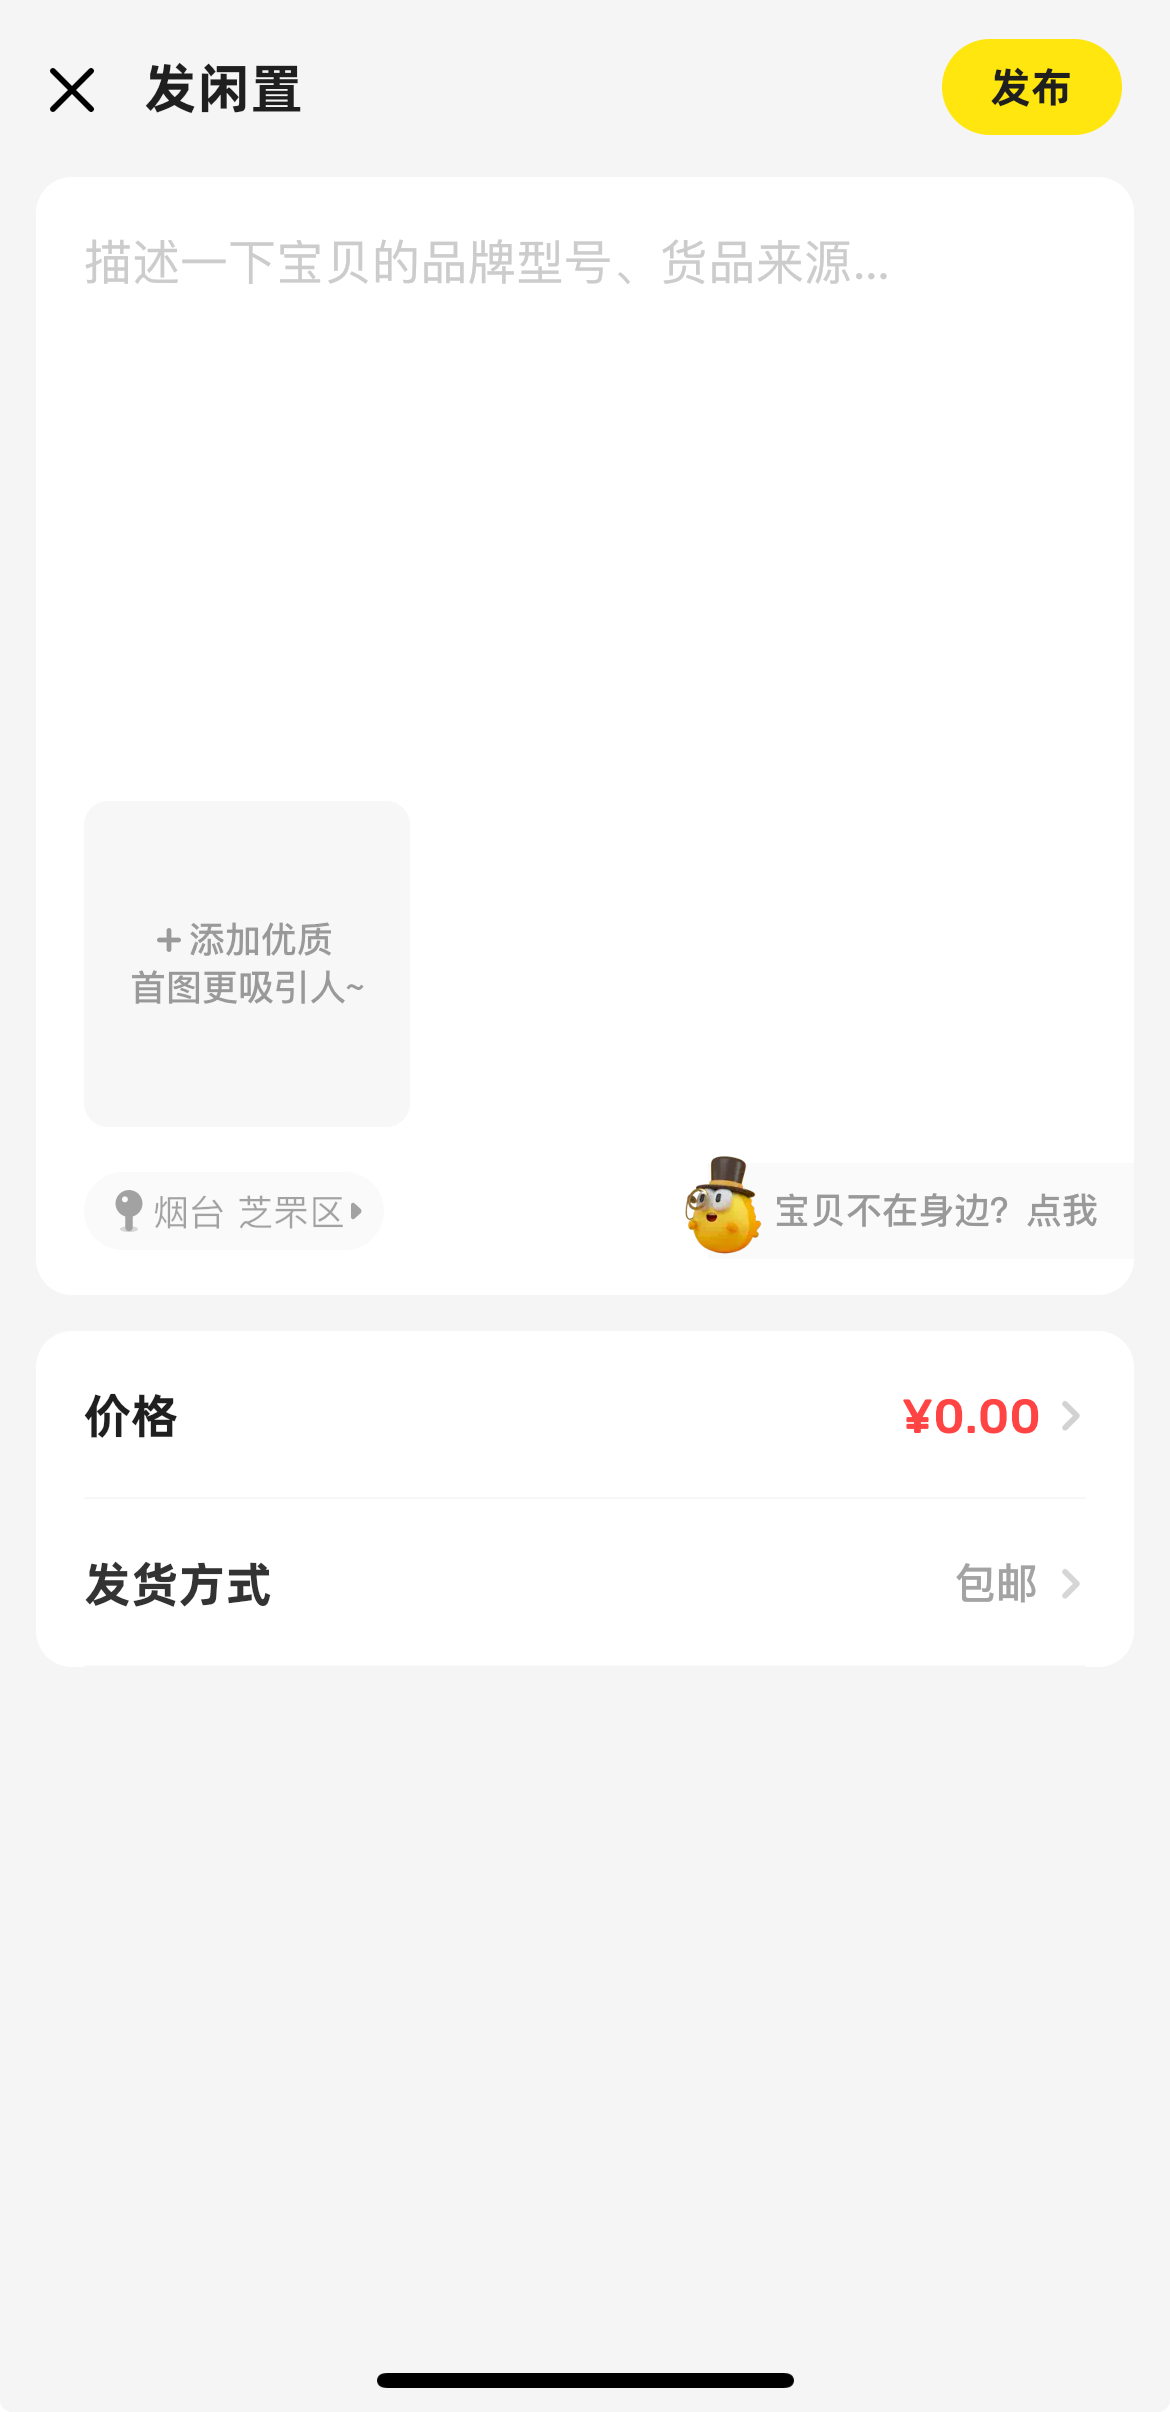 发闲置
发布
描述一下宝贝的品牌型号、货品来源...
+ 添加优质
首图更吸引人~
烟台 芝罘区
宝贝不在身边？点我
价格
¥0.00
发货方式
包邮